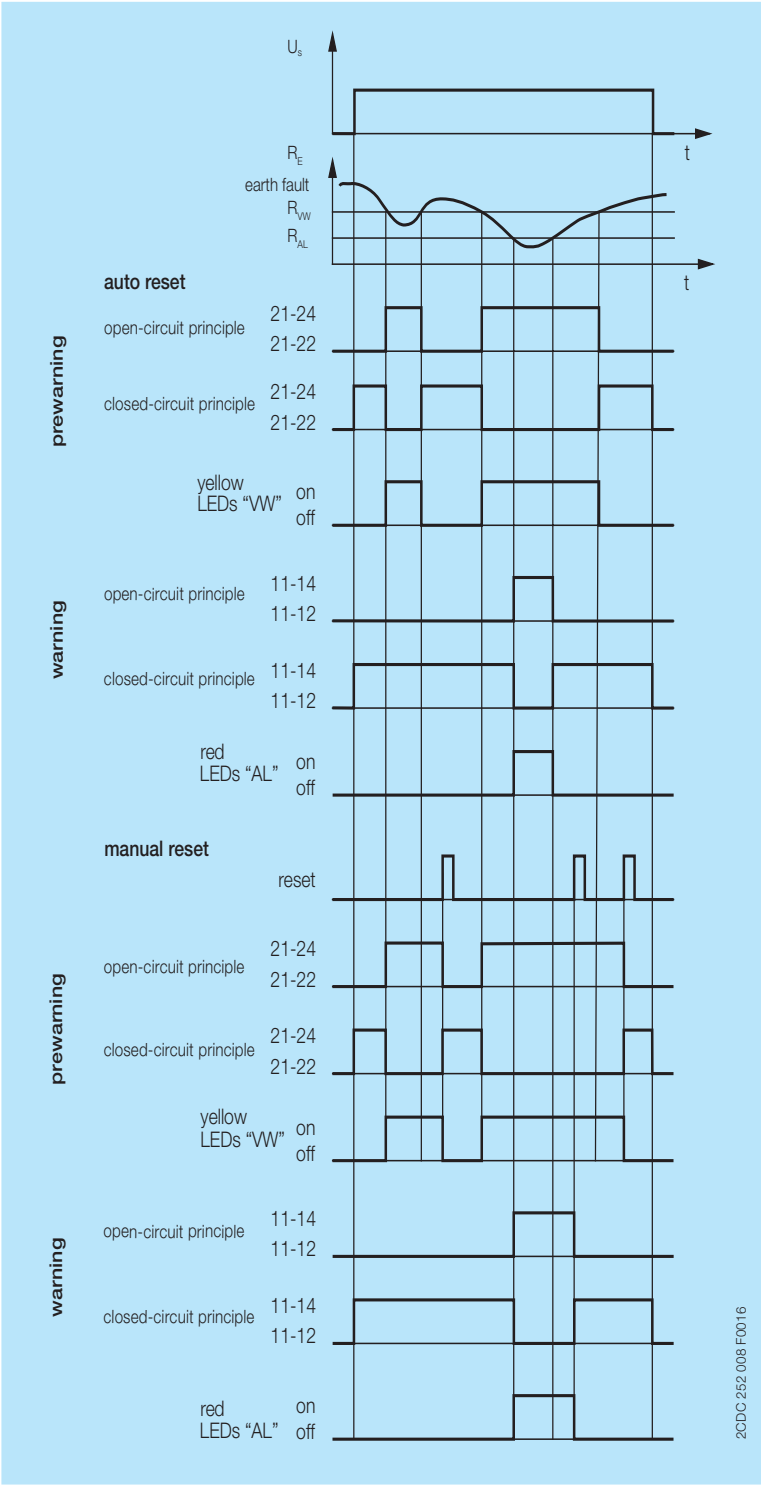 Us
t
RE
earth fault
RVW
RAL
t
auto reset
prewarning
open-circuit principle 21-24
21-22
closed-circuit principle 21-24
21-22
yellow
LEDs “VW” on
off
warning
open-circuit principle 11-14
11-12
closed-circuit principle 11-14
11-12
red
LEDs “AL” on
off
manual reset
reset
prewarning
open-circuit principle 21-24
21-22
closed-circuit principle 21-24
21-22
yellow
LEDs “VW” on
off
warning
open-circuit principle 11-14
11-12
closed-circuit principle 11-14
11-12
red on
LEDs “AL” off
2CDC 252 008 F0016